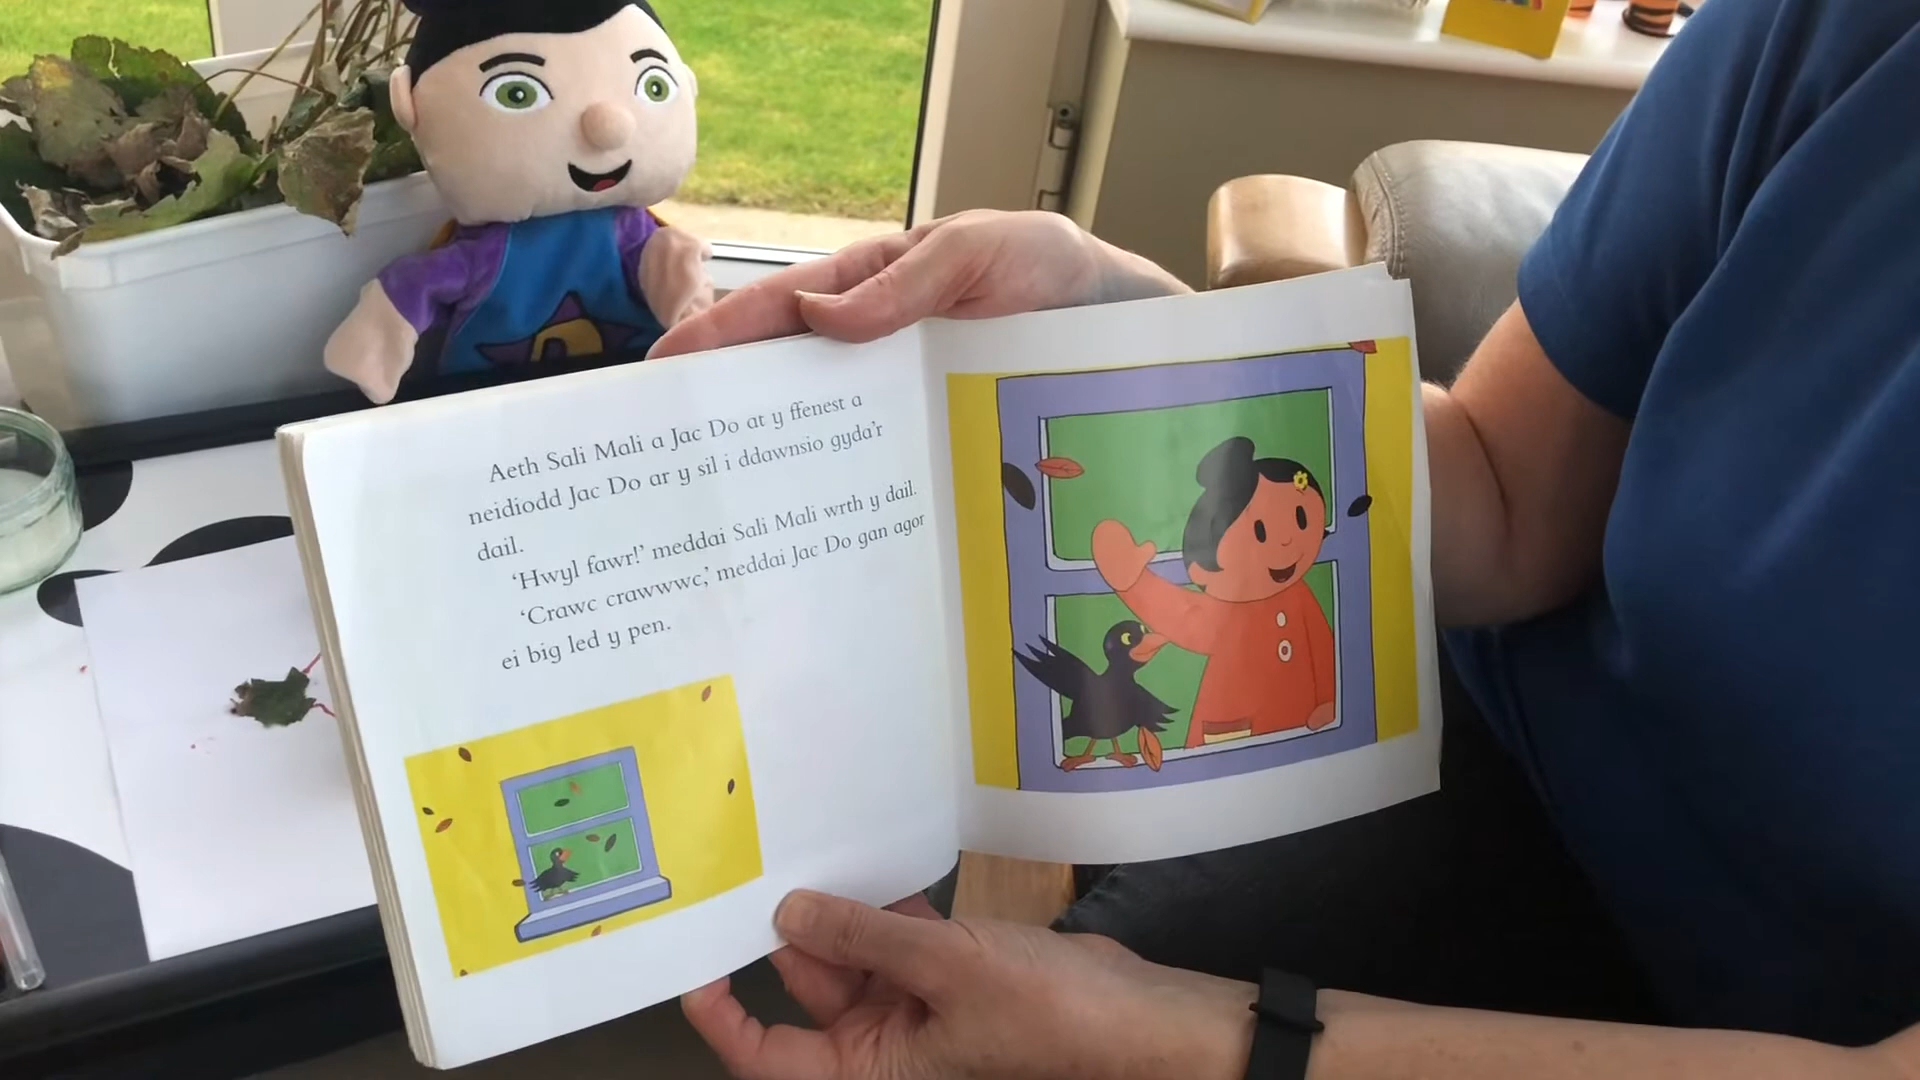 Aeth Sali Mali a Jac Do at y ffenest a
neidiodd Jac Do ar y sil i ddawnsio gyda'r
dail.
‘Hwyl fawr!’ meddai Sali Mali wrth y dail.
‘Crawc crawwwc,’ meddai Jac Do gan agor
ei big led y pen.